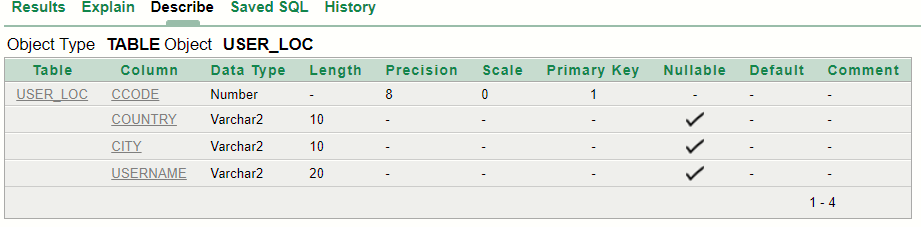 Results Explain Describe Saved SQL History
Object Type TABLE Object USER_LOC
Table Column Data Type Length Precision Scale Primary Key Nullable Default Comment
USER_LOC CCODE Number - 8 0 1 - - -
COUNTRY Varchar2 10 - - - ✓ - -
CITY Varchar2 10 - - - ✓ - -
USERNAME Varchar2 20 - - - ✓ - -
1 - 4